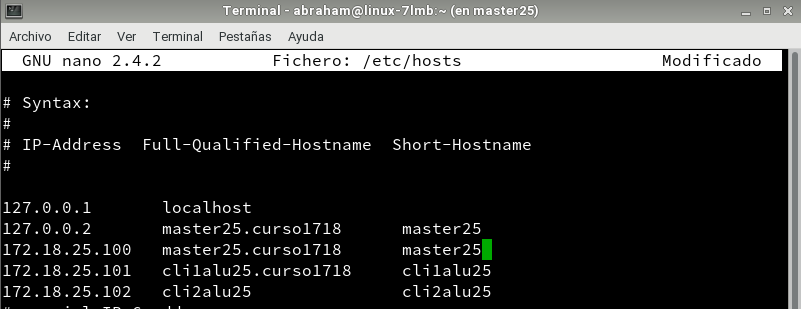 Terminal - abraham@linux-7lmb:~ (en master25)
Archivo Editar Ver Terminal Pestañas Ayuda
GNU nano 2.4.2 Fichero: /etc/hosts Modificado
# Syntax:
#
# IP-Address Full-Qualified-Hostname Short-Hostname
#
127.0.0.1 localhost
127.0.0.2 master25.curso1718 master25
172.18.25.100 master25.curso1718 master25
172.18.25.101 cli1alu25.curso1718 cli1alu25
172.18.25.102 cli2alu25 cli2alu25